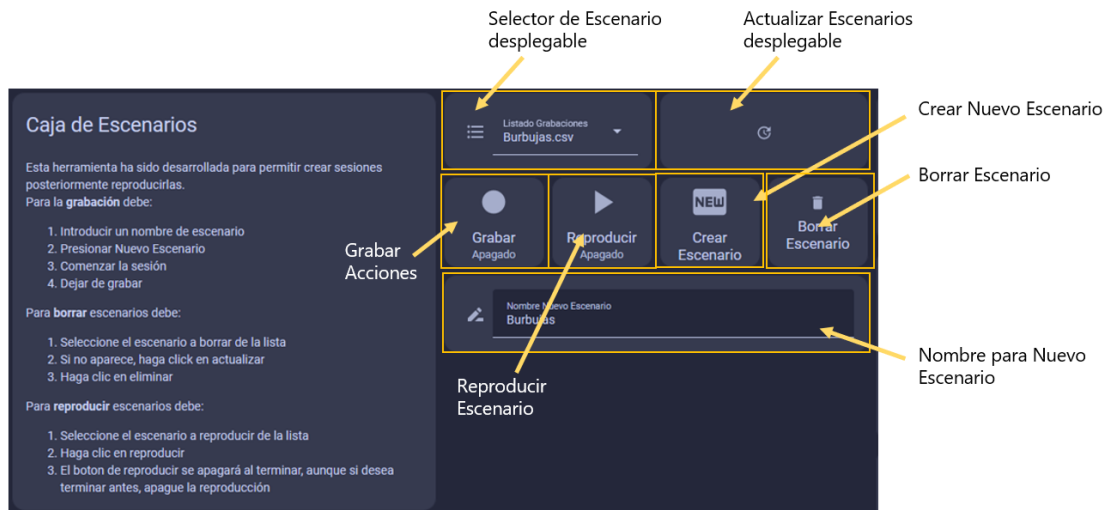 Selector de Escenario
desplegable
Actualizar Escenarios
desplegable
Crear Nuevo Escenario
Borrar Escenario
Grabar
Acciones
Reproducir
Escenario
Nombre para Nuevo
Escenario
Caja de Escenarios
Esta herramienta ha sido desarrollada para permitir crear sesiones
posteriormente reproducirlas.
Para la grabación debe:
1. Introducir un nombre de escenario
2. Presionar Nuevo Escenario
3. Comenzar la sesión
4. Dejar de grabar
Para borrar escenarios debe:
1. Seleccione el escenario a borrar de la lista
2. Si no aparece, haga click en actualizar
3. Haga clic en eliminar
Para reproducir escenarios debe:
1. Seleccione el escenario a reproducir de la lista
2. Haga clic en reproducir
3. El boton de reproducir se apagará al terminar, aunque si desea
terminar antes, apague la reproducción
Listado Grabaciones
Burbujas.csv
Grabar
Apagado
Reproducir
Apagado
NEW
Crear
Escenario
Borrar
Escenario
Nombre Nuevo Escenario
Burbujas